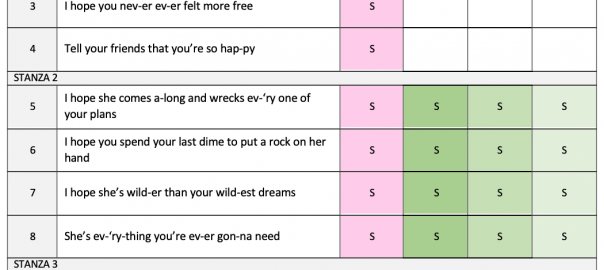 3 I hope you nev-er ev-er felt more free S
4 Tell your friends that you’re so hap-py S
STANZA 2
5 I hope she comes a-long and wrecks ev-‘ry one of your plans S S S S
6 I hope you spend your last dime to put a rock on her hand S S S S
7 I hope she’s wild-er than your wild-est dreams S S S S
8 She’s ev-‘ry-thing you’re ev-er gon-na need S S S S
STANZA 3